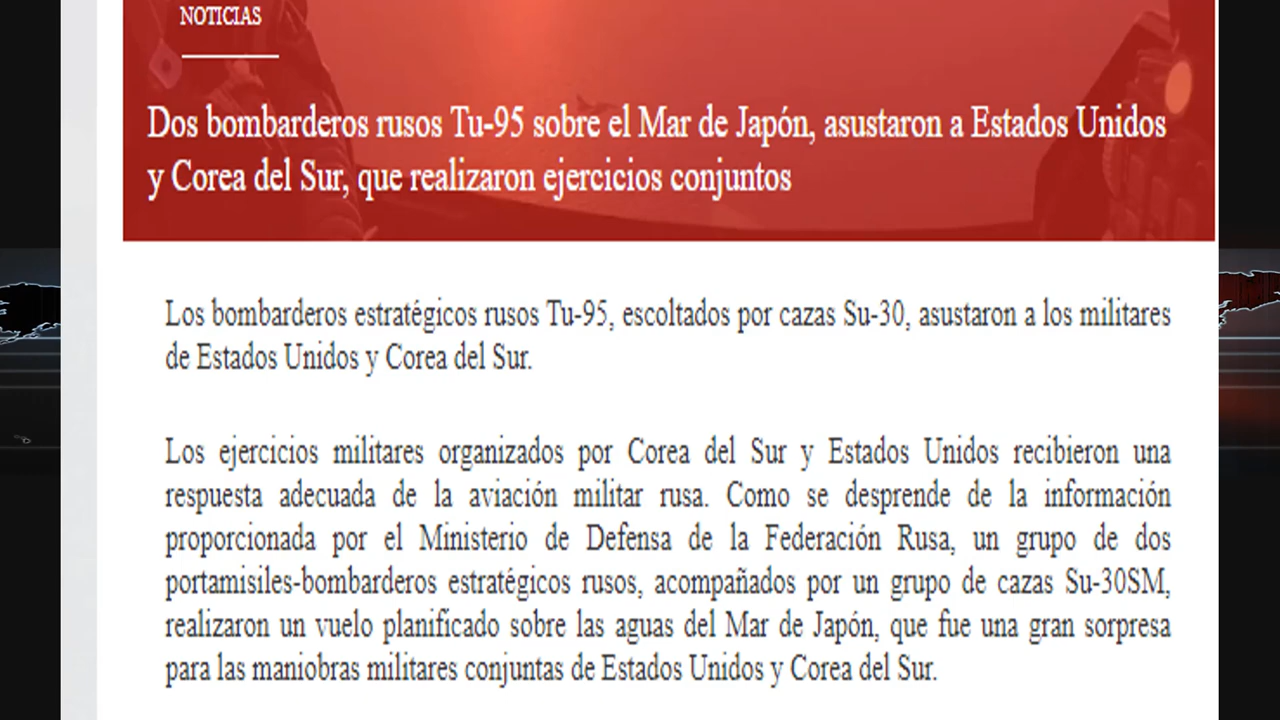 NOTICIAS
Dos bombarderos rusos Tu-95 sobre el Mar de Japón, asustaron a Estados Unidos
y Corea del Sur, que realizaron ejercicios conjuntos
Los bombarderos estratégicos rusos Tu-95, escoltados por cazas Su-30, asustaron a los militares
de Estados Unidos y Corea del Sur.
Los ejercicios militares organizados por Corea del Sur y Estados Unidos recibieron una
respuesta adecuada de la aviación militar rusa. Como se desprende de la información
proporcionada por el Ministerio de Defensa de la Federación Rusa, un grupo de dos
portamisiles-bombarderos estratégicos rusos, acompañados por un grupo de cazas Su-30SM,
realizaron un vuelo planificado sobre las aguas del Mar de Japón, que fue una gran sorpresa
para las maniobras militares conjuntas de Estados Unidos y Corea del Sur.